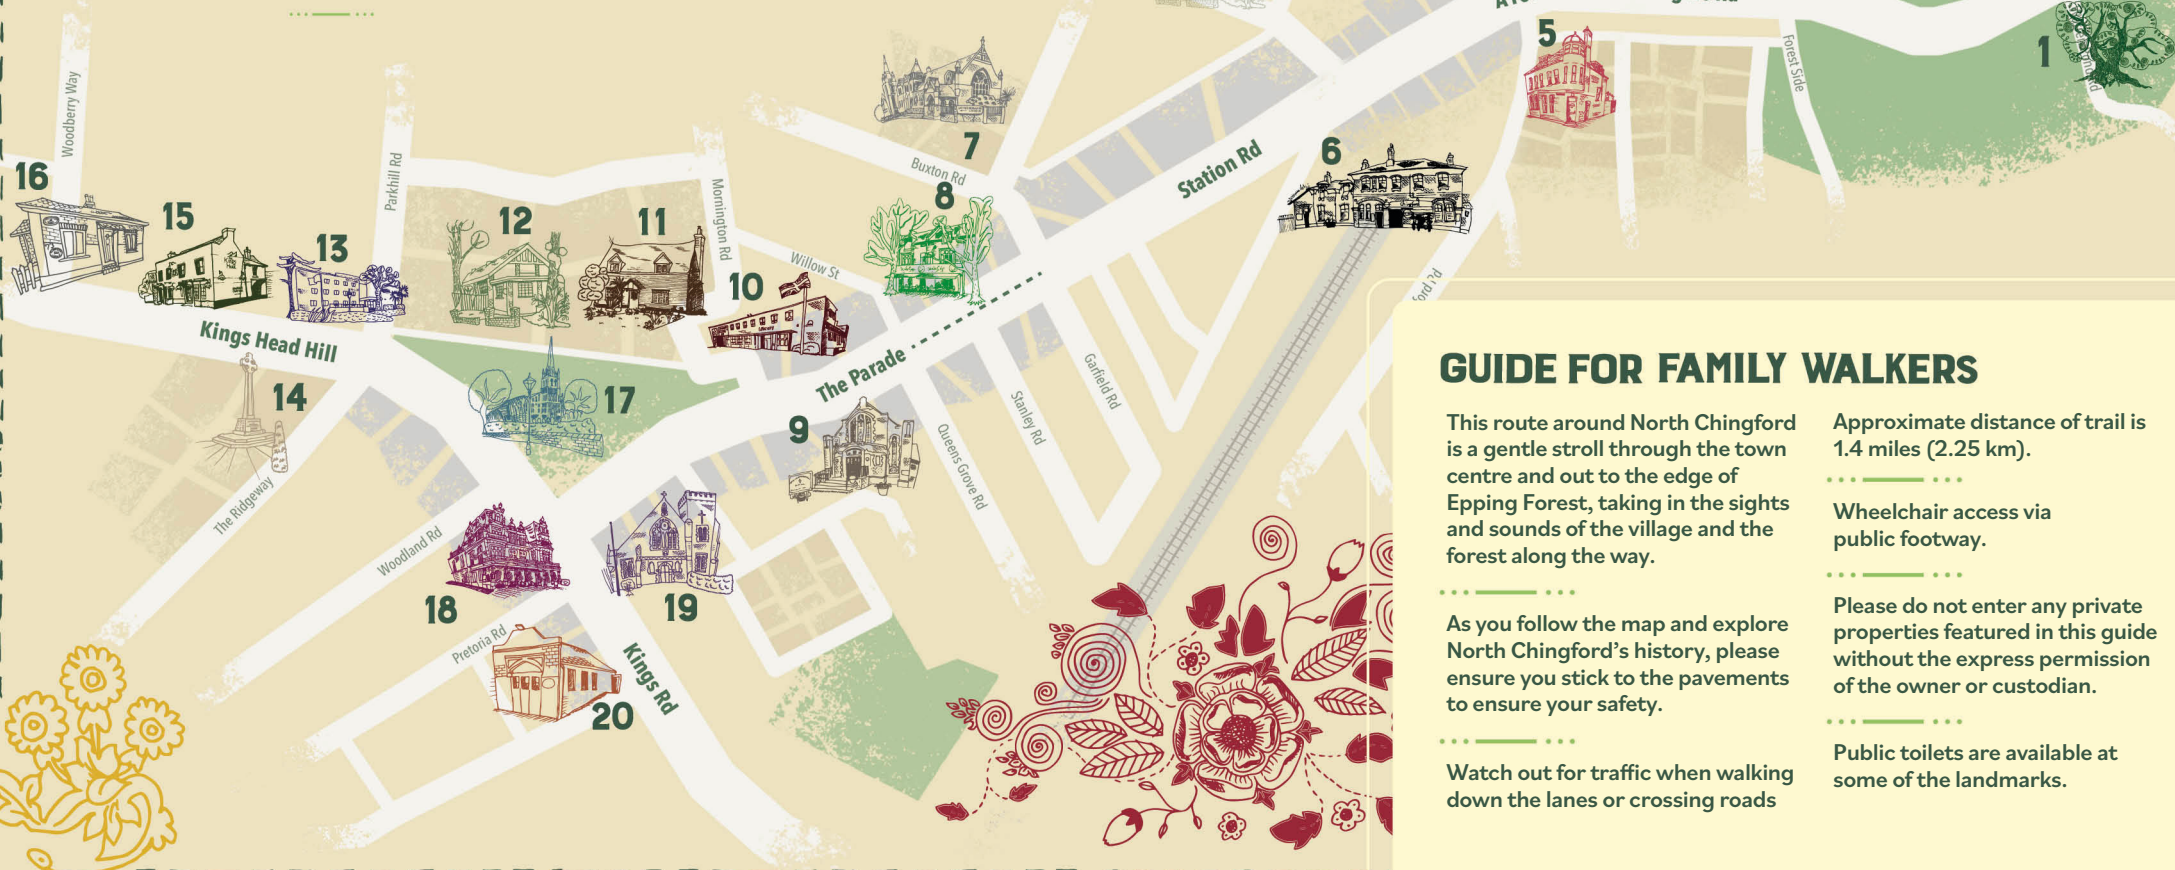 5
1
Forest Side
Woodberry Way
7
6
Station Rd
Buxton Rd
8
16
Parkhill Rd
Mornington Rd
15
12
11
13
Willow St
10
Library
Kings Head Hill
The Parade
14
17
9
Garfield Rd
Stanley Rd
Queens Grove Rd
The Ridgeway
Woodland Rd
18
19
Pretoria Rd
Kings Rd
20
GUIDE FOR FAMILY WALKERS
This route around North Chingford
is a gentle stroll through the town
centre and out to the edge of
Epping Forest, taking in the sights
and sounds of the village and the
forest along the way.
As you follow the map and explore
North Chingford's history, please
ensure you stick to the pavements
to ensure your safety.
Watch out for traffic when walking
down the lanes or crossing roads
Approximate distance of trail is
1.4 miles (2.25 km).
Wheelchair access via
public footway.
Please do not enter any private
properties featured in this guide
without the express permission
of the owner or custodian.
Public toilets are available at
some of the landmarks.